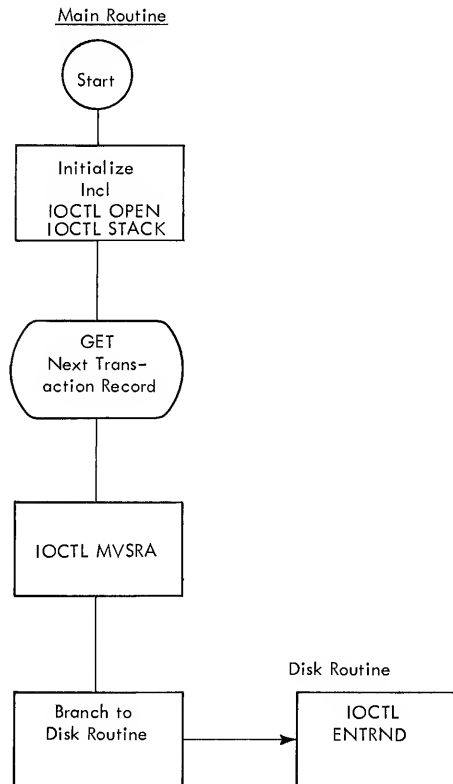 Main Routine
Start
Initialize
Incl
IOCTL OPEN
IOCTL STACK
GET
Next Trans-
action Record
IOCTL MVSRA
Disk Routine
Branch to
Disk Routine
IOCTL
ENTRND